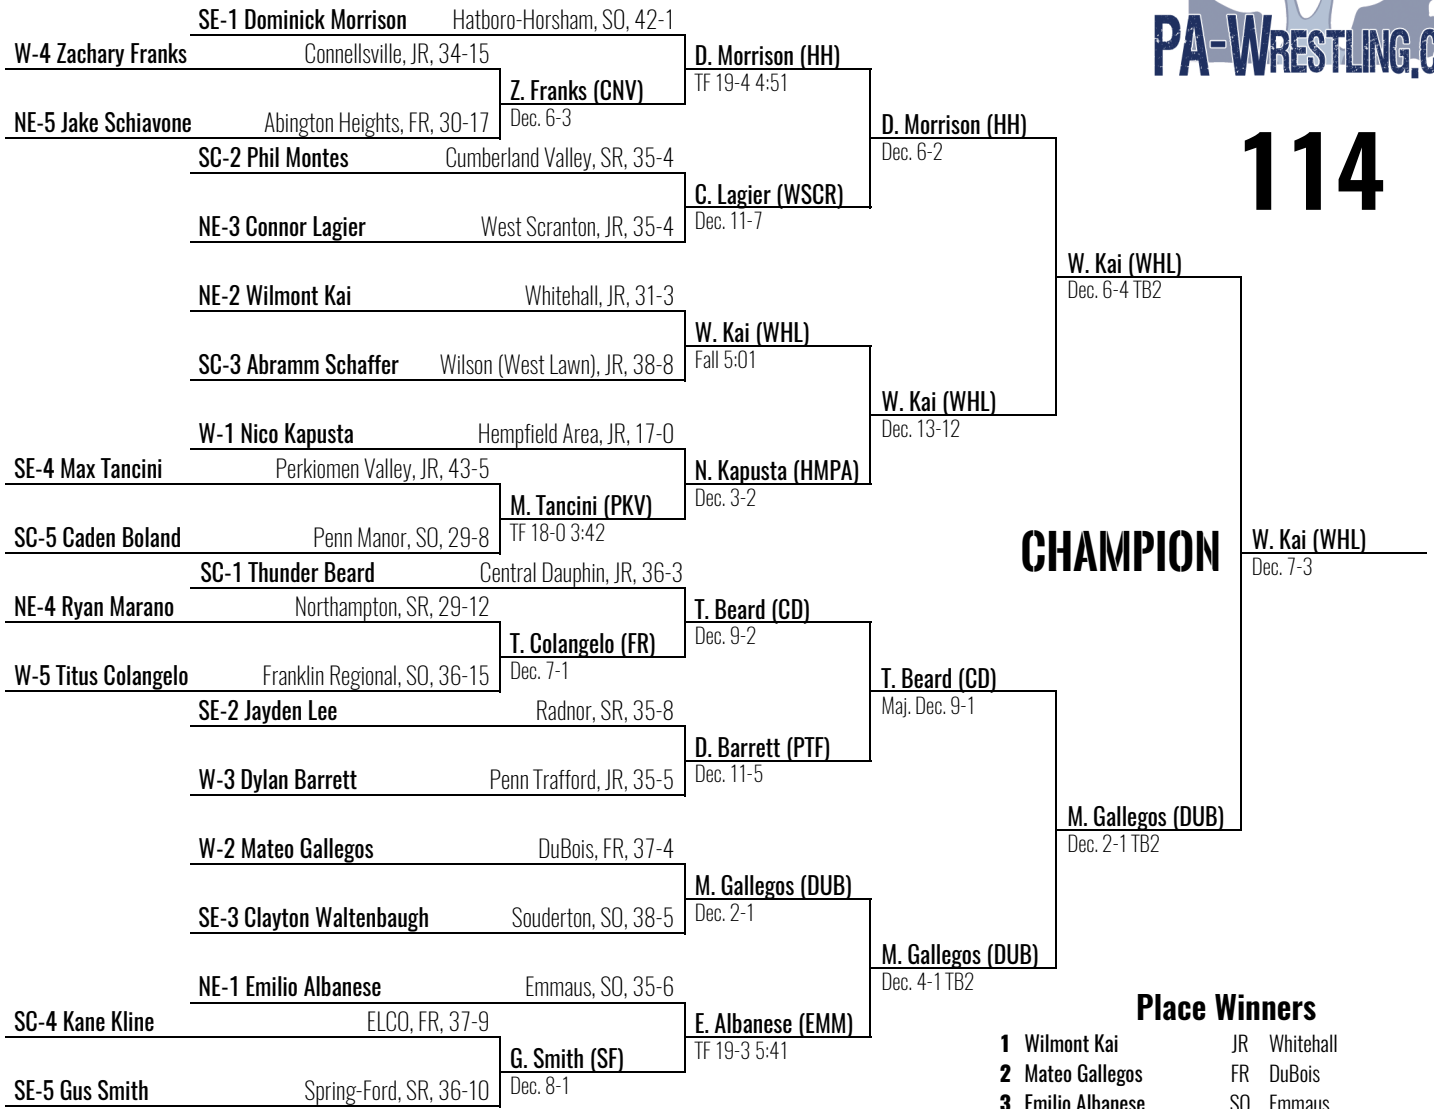 SE-1 Dominick Morrison Hatboro-Horsham, SO, 42-1
W-4 Zachary Franks Connellsville, JR, 34-15
D. Morrison (HH)
TF 19-4 4:51
Z. Franks (CNV)
Dec. 6-3
NE-5 Jake Schiavone Abington Heights, FR, 30-17
D. Morrison (HH)
Dec. 6-2
SC-2 Phil Montes Cumberland Valley, SR, 35-4
C. Lagier (WSCR)
Dec. 11-7
NE-3 Connor Lagier West Scranton, JR, 35-4
W. Kai (WHL)
Dec. 6-4 TB2
NE-2 Wilmont Kai Whitehall, JR, 31-3
W. Kai (WHL)
Fall 5:01
SC-3 Abramm Schaffer Wilson (West Lawn), JR, 38-8
W. Kai (WHL)
Dec. 13-12
W-1 Nico Kapusta Hempfield Area, JR, 17-0
SE-4 Max Tancini Perkiomen Valley, JR, 43-5
N. Kapusta (HMPA)
Dec. 3-2
M. Tancini (PKV)
TF 18-0 3:42
SC-5 Caden Boland Penn Manor, SO, 29-8
CHAMPION
W. Kai (WHL)
Dec. 7-3
SC-1 Thunder Beard Central Dauphin, JR, 36-3
NE-4 Ryan Marano Northampton, SR, 29-12
T. Beard (CD)
Dec. 9-2
T. Colangelo (FR)
Dec. 7-1
W-5 Titus Colangelo Franklin Regional, SO, 36-15
T. Beard (CD)
Maj. Dec. 9-1
SE-2 Jayden Lee Radnor, SR, 35-8
D. Barrett (PTF)
Dec. 11-5
W-3 Dylan Barrett Penn Trafford, JR, 35-5
M. Gallegos (DUB)
Dec. 2-1 TB2
W-2 Mateo Gallegos DuBois, FR, 37-4
M. Gallegos (DUB)
Dec. 2-1
SE-3 Clayton Waltenbaugh Souderton, SO, 38-5
M. Gallegos (DUB)
Dec. 4-1 TB2
NE-1 Emilio Albanese Emmaus, SO, 35-6
SC-4 Kane Kline ELCO, FR, 37-9
E. Albanese (EMM)
TF 19-3 5:41
G. Smith (SF)
Dec. 8-1
SE-5 Gus Smith Spring-Ford, SR, 36-10
PA-WRESTLING.C
114
Place Winners
1 Wilmont Kai JR Whitehall
2 Mateo Gallegos FR DuBois
3 Emilio Albanese SO Emmaus